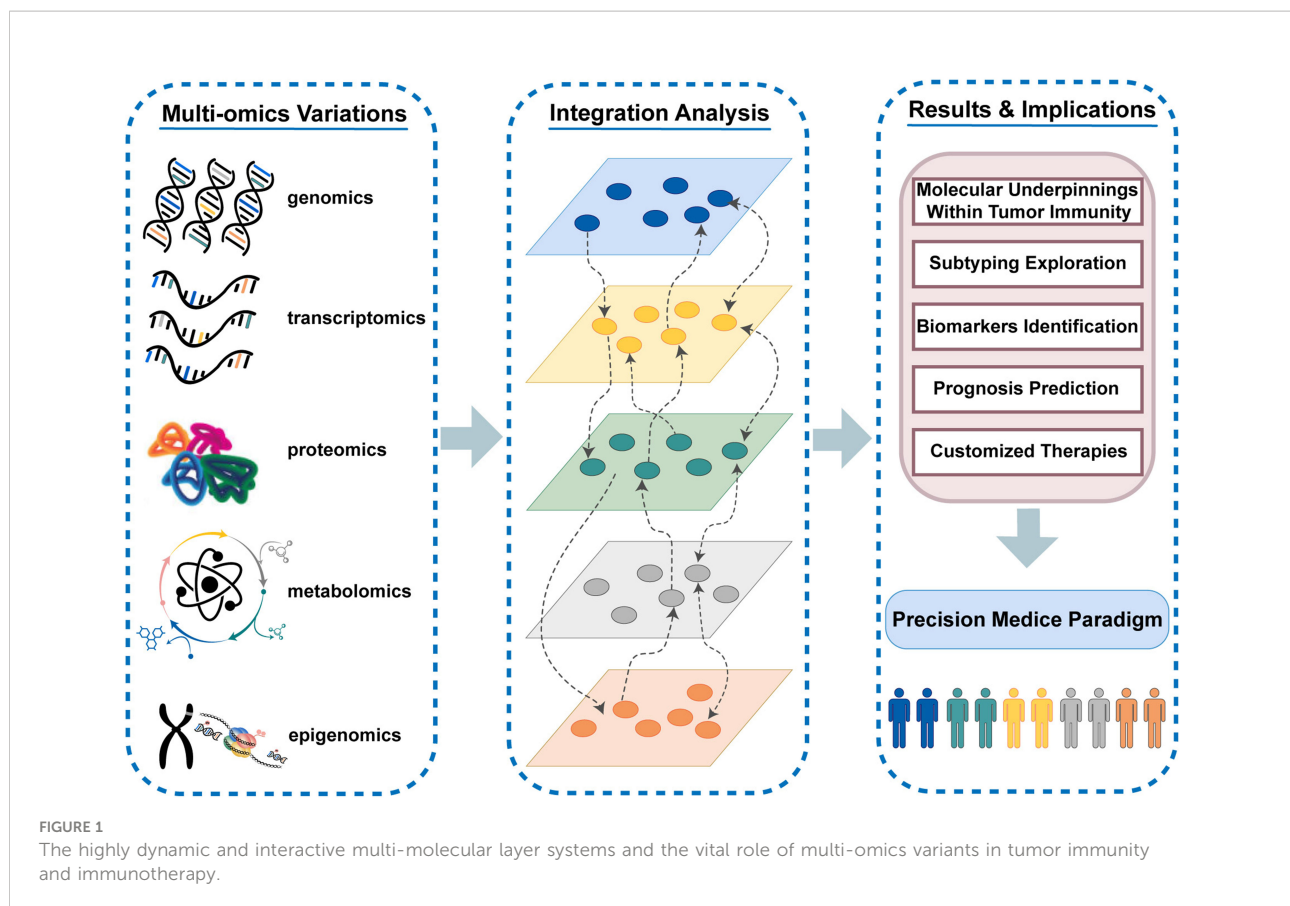 Multi-omics Variations
genomics
transcriptomics
proteomics
metabolomics
epigenomics
Integration Analysis
Results & Implications
Molecular Underpinnings
Within Tumor Immunity
Subtyping Exploration
Biomarkers Identification
Prognosis Prediction
Customized Therapies
Precision Medice Paradigm
FIGURE 1
The highly dynamic and interactive multi-molecular layer systems and the vital role of multi-omics variants in tumor immunity
and immunotherapy.